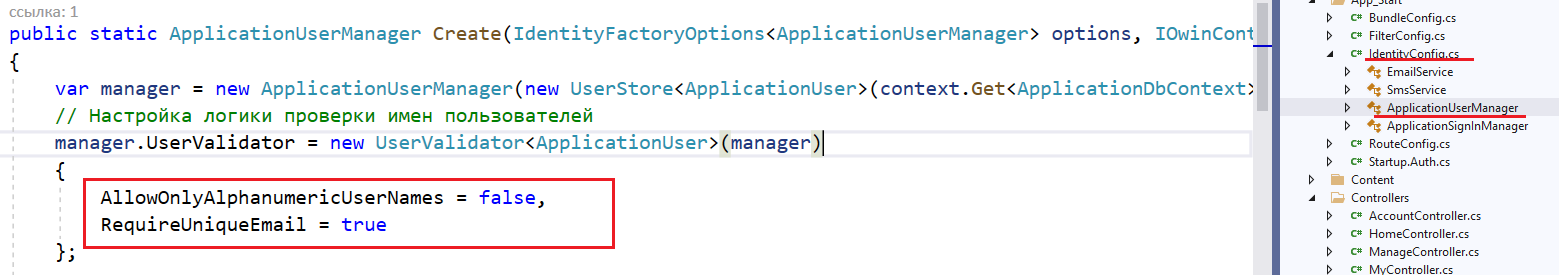 ссылка: 1
public static ApplicationUserManager Create(IdentityFactoryOptions<ApplicationUserManager> options, IOwinCont
{
var manager = new ApplicationUserManager(new UserStore<ApplicationUser>(context.Get<ApplicationDbContext>
// Настройка логики проверки имен пользователей
manager.UserValidator = new UserValidator<ApplicationUser>(manager)
{
AllowOnlyAlphanumericUserNames = false,
RequireUniqueEmail = true
};
App_Start
C# BundleConfig.cs
C# FilterConfig.cs
C# IdentityConfig.cs
EmailService
SmsService
ApplicationUserManager
ApplicationSignInManager
C# RouteConfig.cs
C# Startup.Auth.cs
Content
Controllers
C# AccountController.cs
C# HomeController.cs
C# ManageController.cs
C# MyController.cs